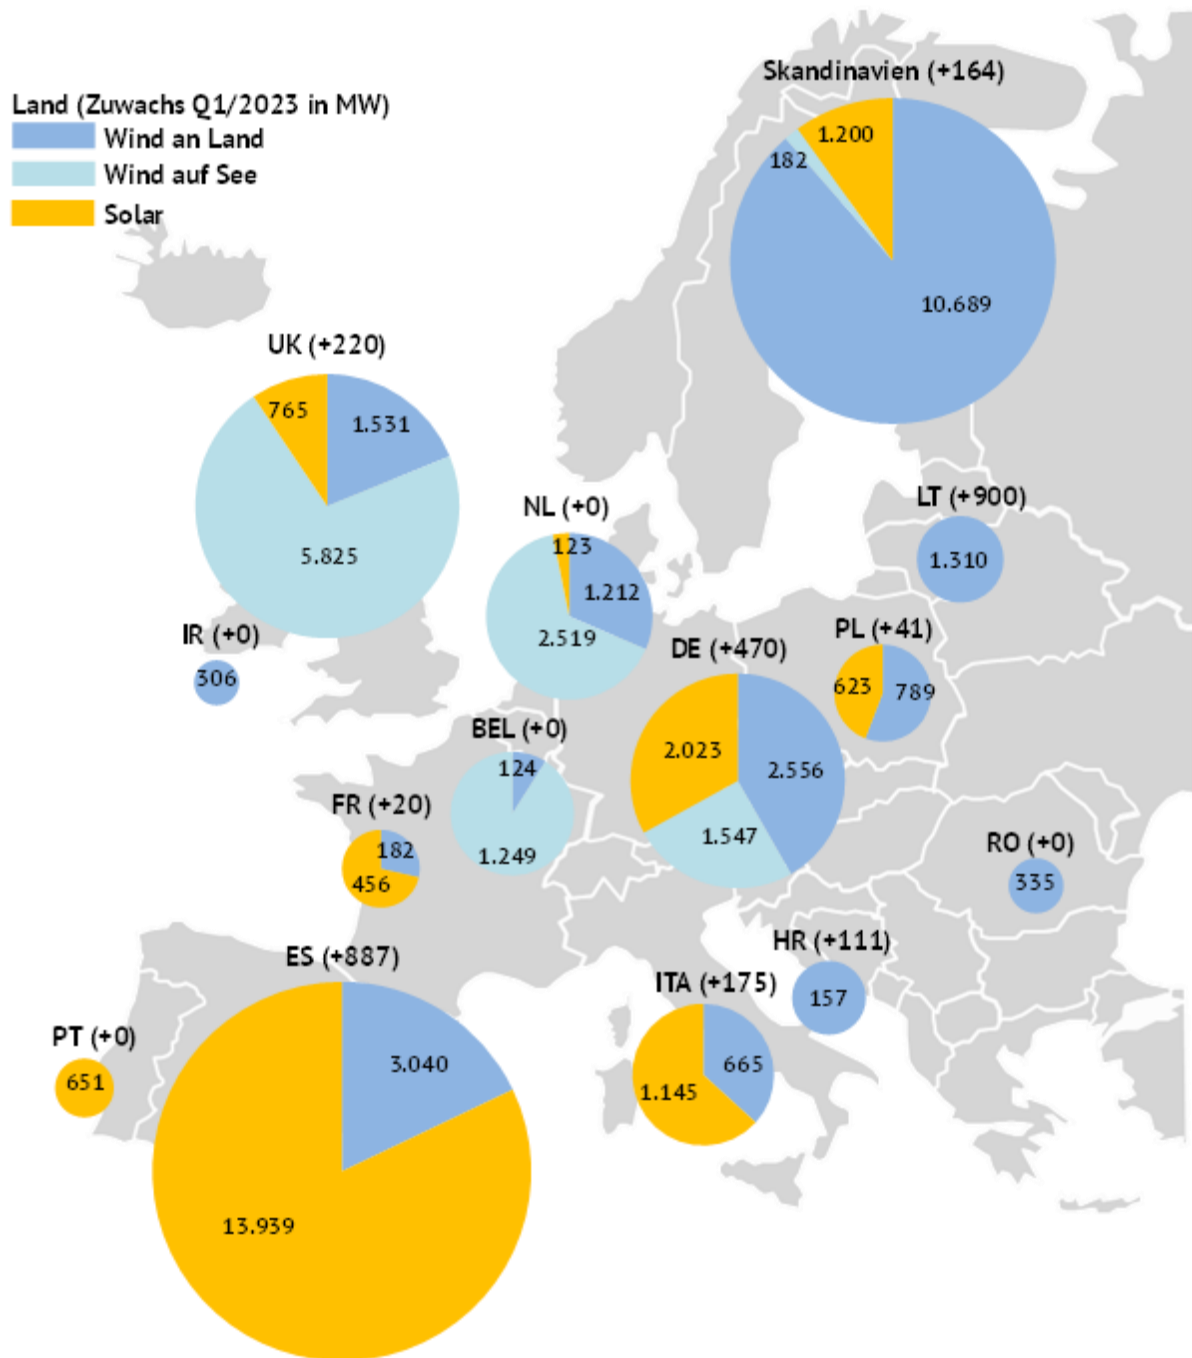 Skandinavien (+164)
Land (Zuwachs Q1/2023 in MW)
Wind an Land
Wind auf See
Solar
1.200
182
10.689
UK (+220)
765
1.531
5.825
NL (+0)
123
1.212
2.519
LT (+900)
1.310
IR (+0)
306
PL (+41)
623
789
DE (+470)
2.023
2.556
1.547
BEL (+0)
124
1.249
FR (+20)
182
456
RO (+0)
335
HR (+111)
157
ES (+887)
3.040
13.939
ITA (+175)
665
1.145
PT (+0)
651